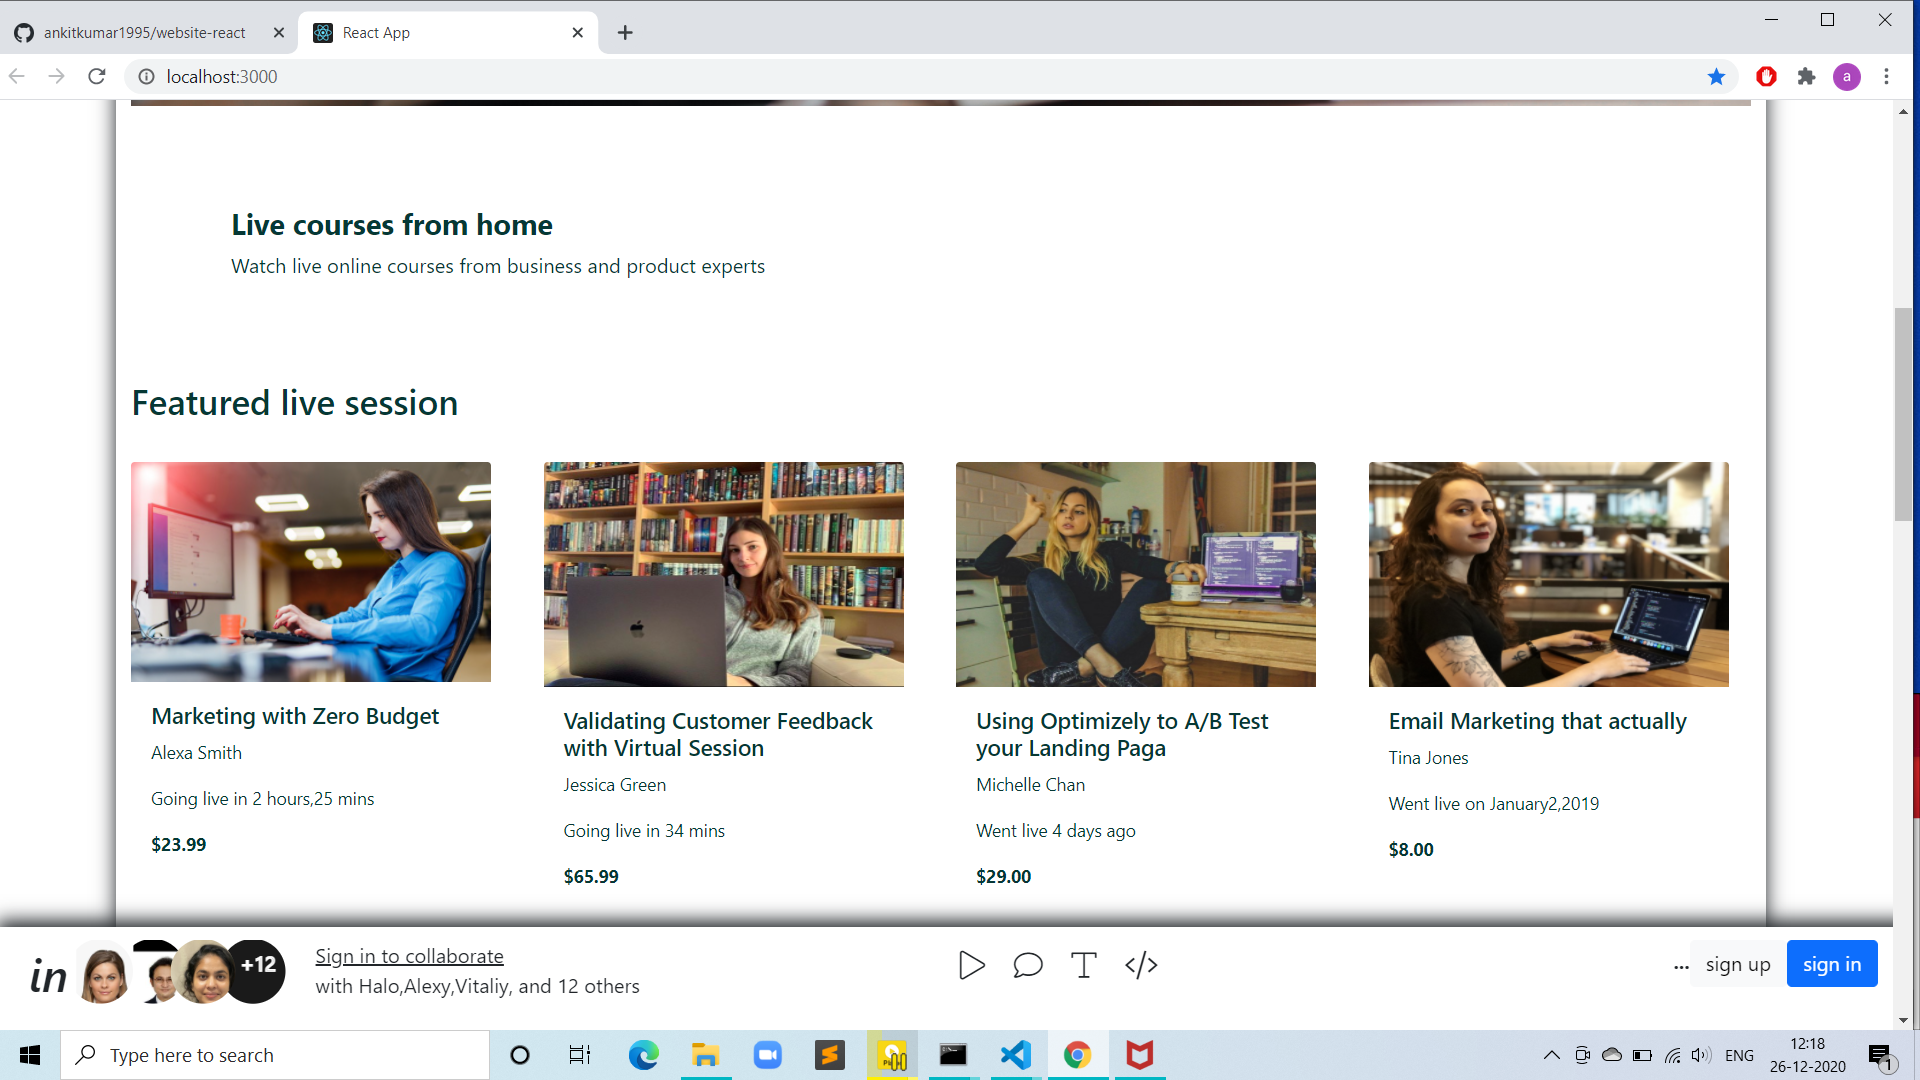 ankitkumar1995/website-react
React App
localhost:3000
a
Live courses from home
Watch live online courses from business and product experts
Featured live session
Marketing with Zero Budget
Alexa Smith
Going live in 2 hours,25 mins
$23.99
Validating Customer Feedback
with Virtual Session
Jessica Green
Going live in 34 mins
$65.99
Using Optimizely to A/B Test
your Landing Paga
Michelle Chan
Went live 4 days ago
$29.00
Email Marketing that actually
Tina Jones
Went live on January2,2019
$8.00
in
+12
Sign in to collaborate
with Halo,Alexy,Vitaliy, and 12 others
T
</>
...
sign up
sign in
Type here to search
ENG
12:18
26-12-2020
1